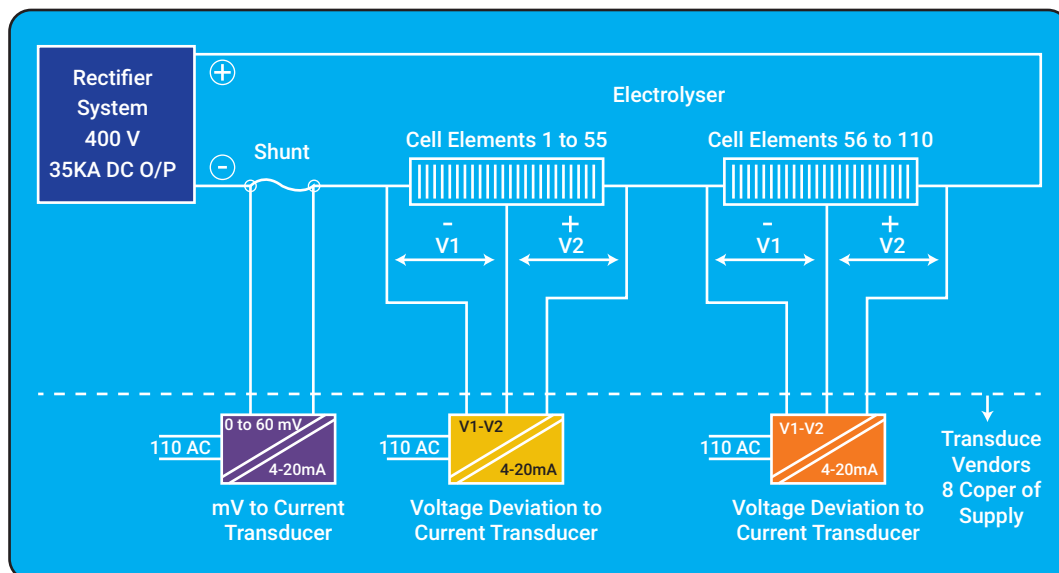 Rectifier
System
400 V
35KA DC O/P
+
-
Shunt
Electrolyser
Cell Elements 1 to 55
Cell Elements 56 to 110
-
+
V1
V2
-
+
V1
V2
110 AC
0 to 60 mV
4-20mA
mV to Current
Transducer
110 AC
V1-V2
4-20mA
Voltage Deviation to
Current Transducer
110 AC
V1-V2
4-20mA
Voltage Deviation to
Current Transducer
Transduce
Vendors
8 Coper of
Supply